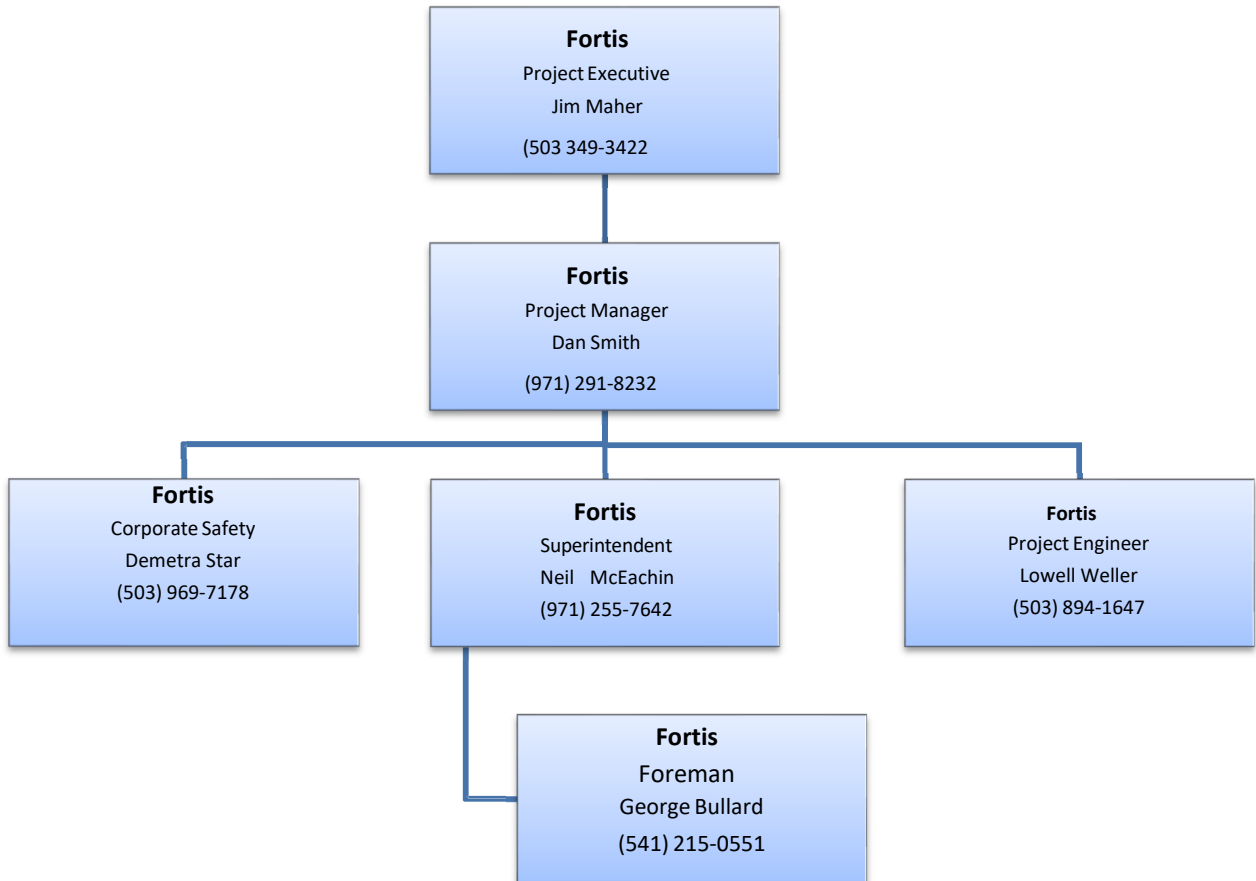 Fortis
Project Executive
Jim Maher
(503 349-3422
Fortis
Project Manager
Dan Smith
(971) 291-8232
Fortis
Corporate Safety
Demetra Star
(503) 969-7178
Fortis
Superintendent
Neil McEachin
(971) 255-7642
Fortis
Project Engineer
Lowell Weller
(503) 894-1647
Fortis
Foreman
George Bullard
(541) 215-0551